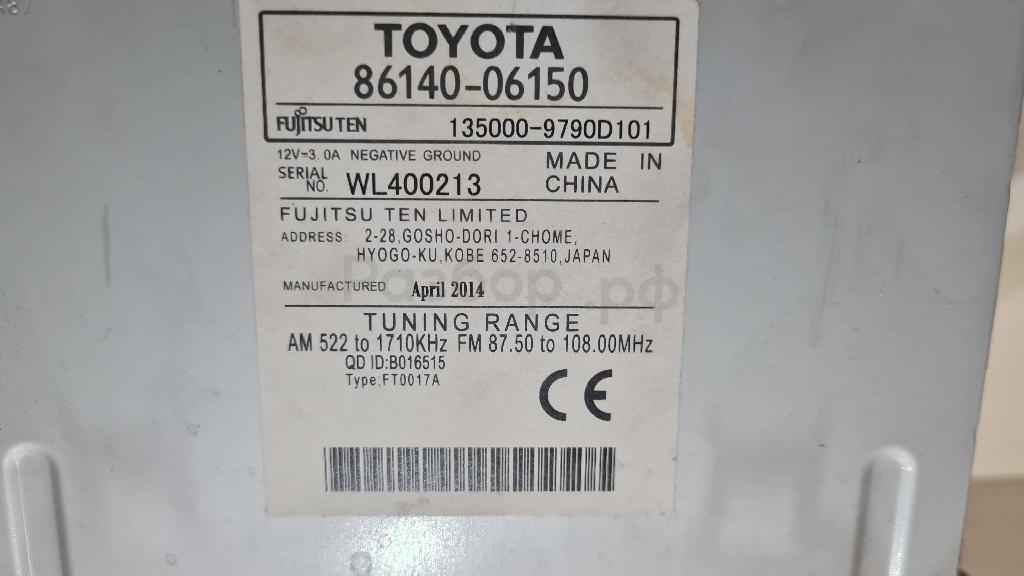 TOYOTA
86140-06150
FUJITSU TEN 135000-9790D101
12V=3.0A NEGATIVE GROUND
SERIAL NO. WL400213
MADE IN CHINA
FUJITSU TEN LIMITED
ADDRESS: 2-28,GOSHO-DORI 1-CHOME,
HYOGO-KU,KOBE 652-8510,JAPAN
Разбор.рф
MANUFACTURED April 2014
TUNING RANGE
AM 522 to 1710KHz FM 87.50 to 108.00MHz
QD ID:B016515
Type:FT0017A
CE